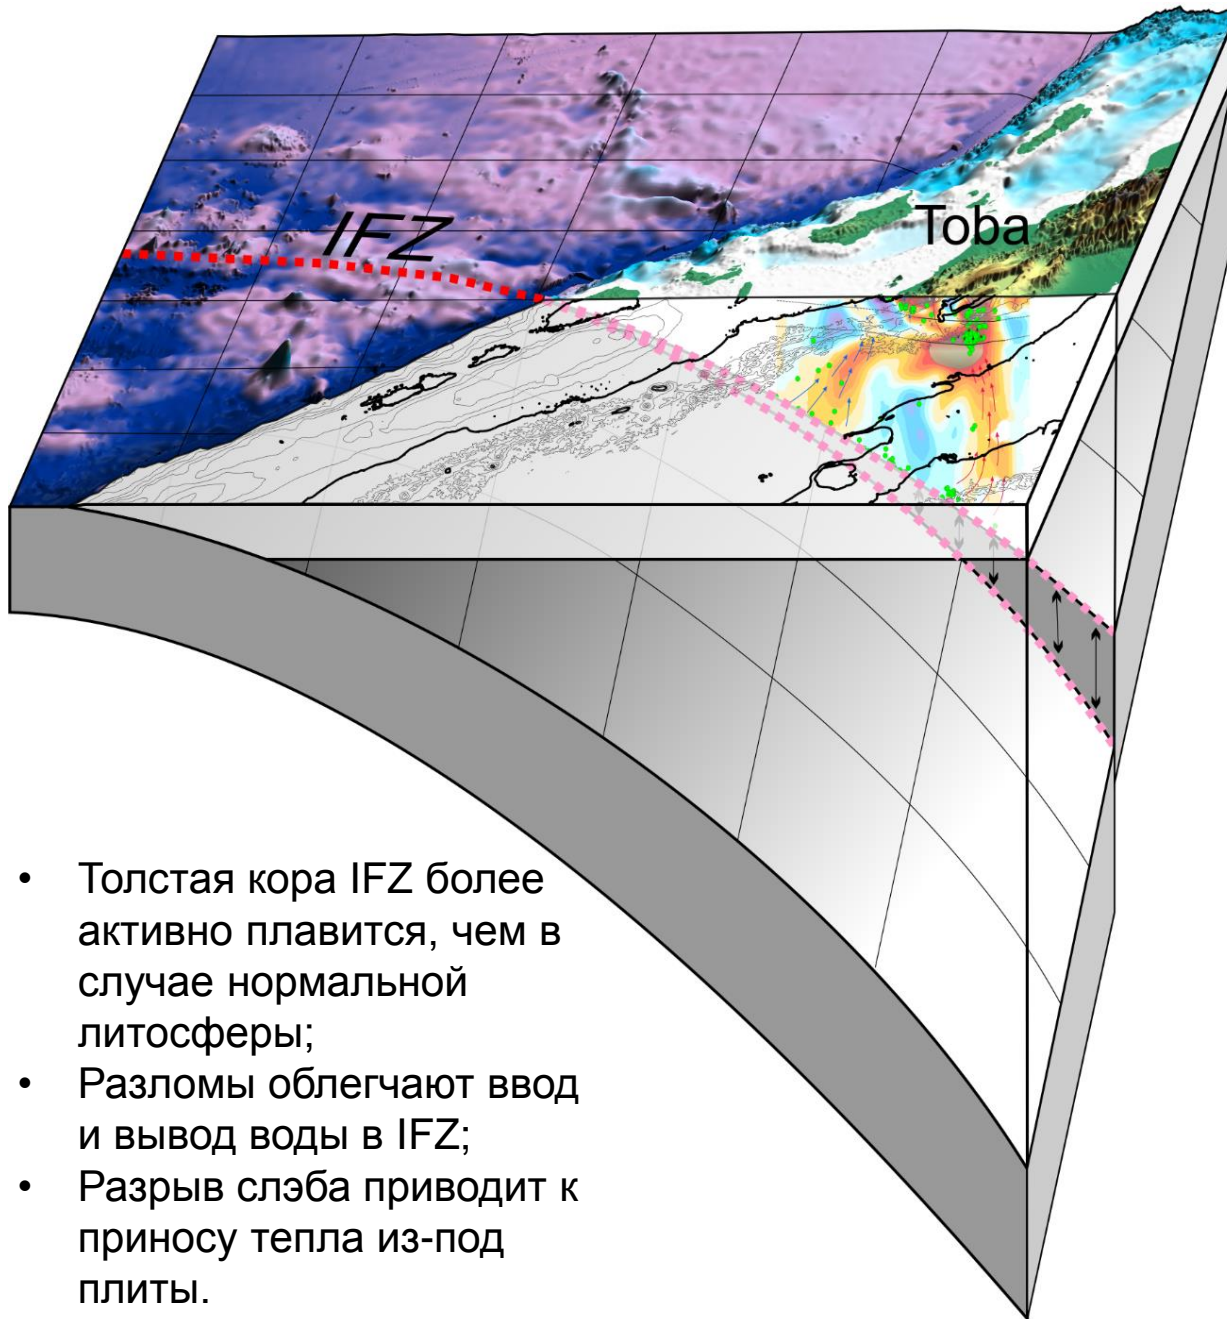 IFZ
Toba
• Толстая кора IFZ более
активно плавится, чем в
случае нормальной
литосферы;
• Разломы облегчают ввод
и вывод воды в IFZ;
• Разрыв слэба приводит к
приносу тепла из-под
плиты.